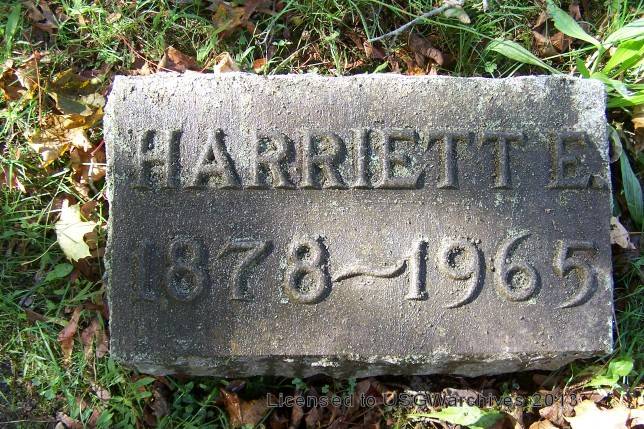 HARRIETT E.
1878~1965
Licensed to USGWarchives 2013